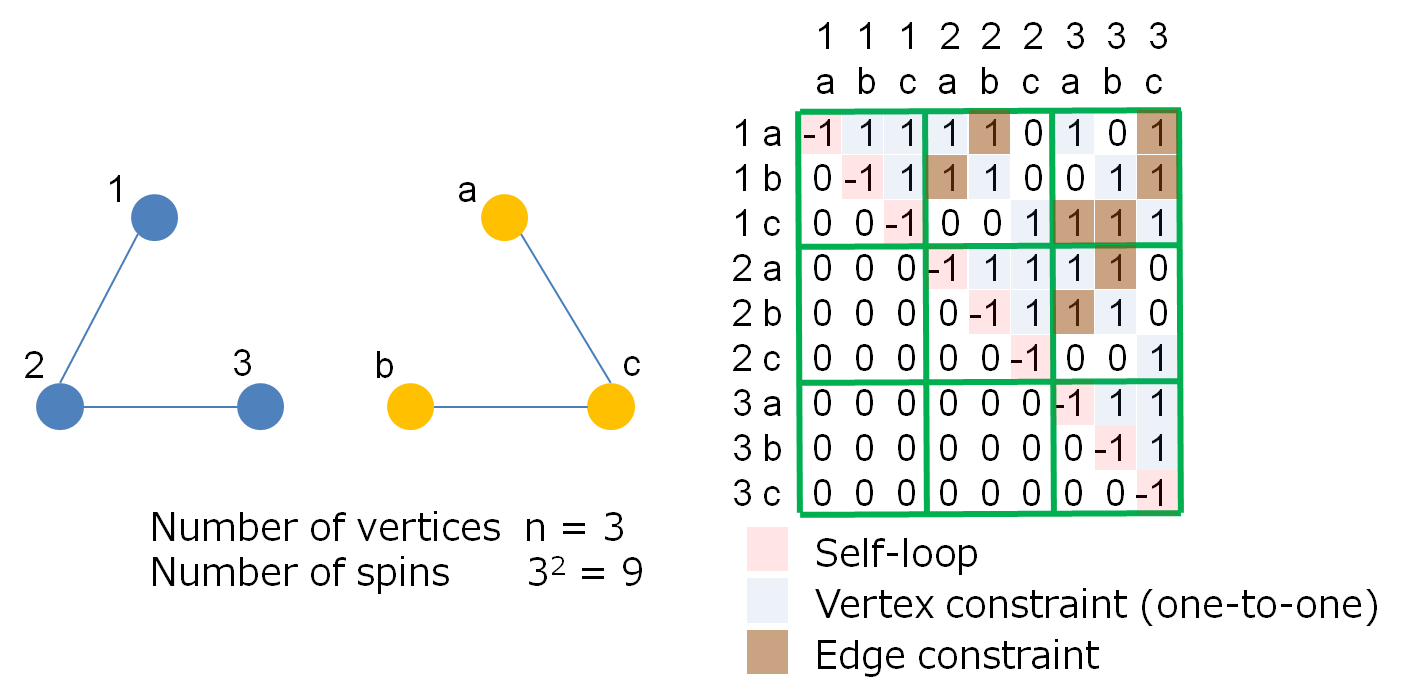 1 1 1 2 2 2 3 3 3
a b c a b c a b c
1 a -1 1 1 1 1 0 1 0 1
1 b 0 -1 1 1 1 0 0 1 1
1 c 0 0 -1 0 0 1 1 1 1
2 a 0 0 0 -1 1 1 1 1 0
2 b 0 0 0 0 -1 1 1 1 0
2 c 0 0 0 0 0 -1 0 0 1
3 a 0 0 0 0 0 0 -1 1 1
3 b 0 0 0 0 0 0 0 -1 1
3 c 0 0 0 0 0 0 0 0 -1
1
2
3
a
b
c
Number of vertices n = 3
Number of spins 3² = 9
Self-loop
Vertex constraint (one-to-one)
Edge constraint